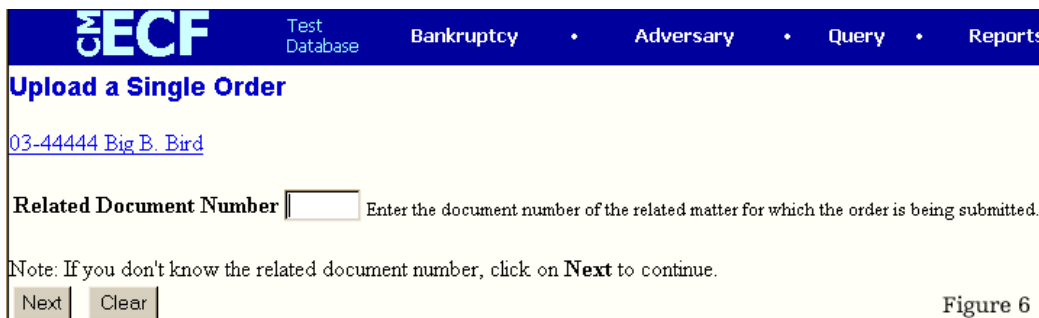 CM ECF Test Database Bankruptcy • Adversary • Query • Reports
Upload a Single Order
03-44444 Big B. Bird
Related Document Number Enter the document number of the related matter for which the order is being submitted.
Note: If you don't know the related document number, click on Next to continue.
Next Clear Figure 6